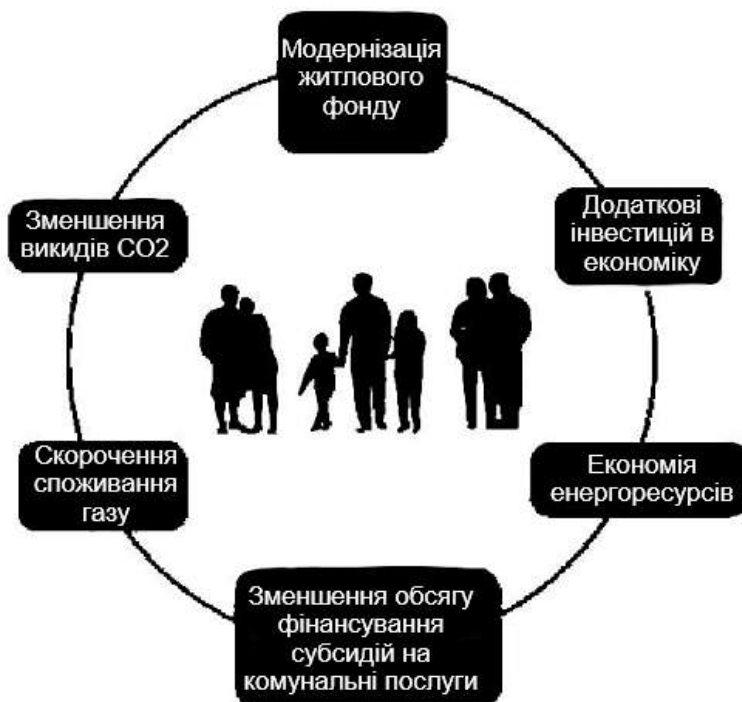 Модернізація
житлового
фонду
Додаткові
інвестицій в
економіку
Економія
енергоресурсів
Зменшення обсягу
фінансування
субсидій на
комунальні послуги
Скорочення
споживання
газу
Зменшення
викидів CO2